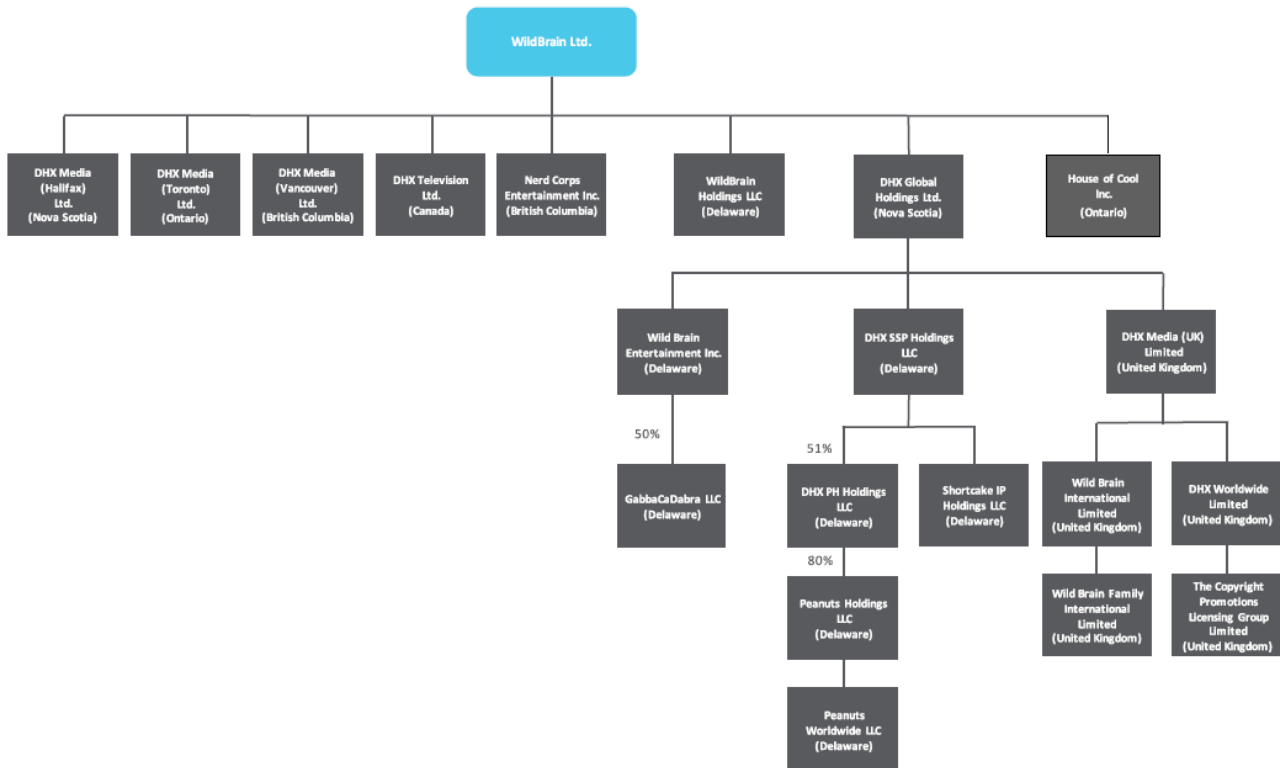 WildBrain Ltd.
DHX Media
(Halifax)
Ltd.
(Nova Scotia)
DHX Media
(Toronto)
Ltd.
(Ontario)
DHX Media
(Vancouver)
Ltd.
(British Columbia)
DHX Television
Ltd.
(Canada)
Nerd Corps
Entertainment Inc.
(British Columbia)
WildBrain
Holdings LLC
(Delaware)
DHX Global
Holdings Ltd.
(Nova Scotia)
House of Cool
Inc.
(Ontario)
Wild Brain
Entertainment Inc.
(Delaware)
DHX SSP Holdings
LLC
(Delaware)
DHX Media (UK)
Limited
(United Kingdom)
50%
51%
GabbaCaDabra LLC
(Delaware)
DHX PH Holdings
LLC
(Delaware)
Shortcake IP
Holdings LLC
(Delaware)
Wild Brain
International
Limited
(United Kingdom)
DHX Worldwide
Limited
(United Kingdom)
80%
Peanuts Holdings
LLC
(Delaware)
Wild Brain Family
International
Limited
(United Kingdom)
The Copyright
Promotions
Licensing Group
Limited
(United Kingdom)
Peanuts
Worldwide LLC
(Delaware)